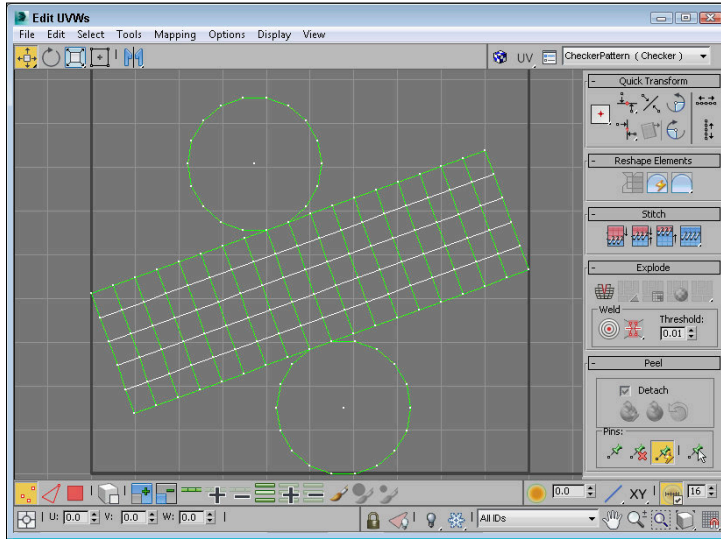 Edit UVWs
File Edit Select Tools Mapping Options Display View
UV CheckerPattern ( Checker )
- Quick Transform
- Reshape Elements
- Stitch
- Explode
Weld
Threshold:
0.01
- Peel
Detach
Pins:
0.0 XY 16
U: 0.0 V: 0.0 W: 0.0 All IDs